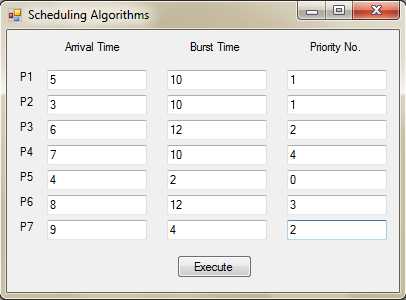 Scheduling Algorithms
Arrival Time Burst Time Priority No.
P1 5 10 1
P2 3 10 1
P3 6 12 2
P4 7 10 4
P5 4 2 0
P6 8 12 3
P7 9 4 2
Execute